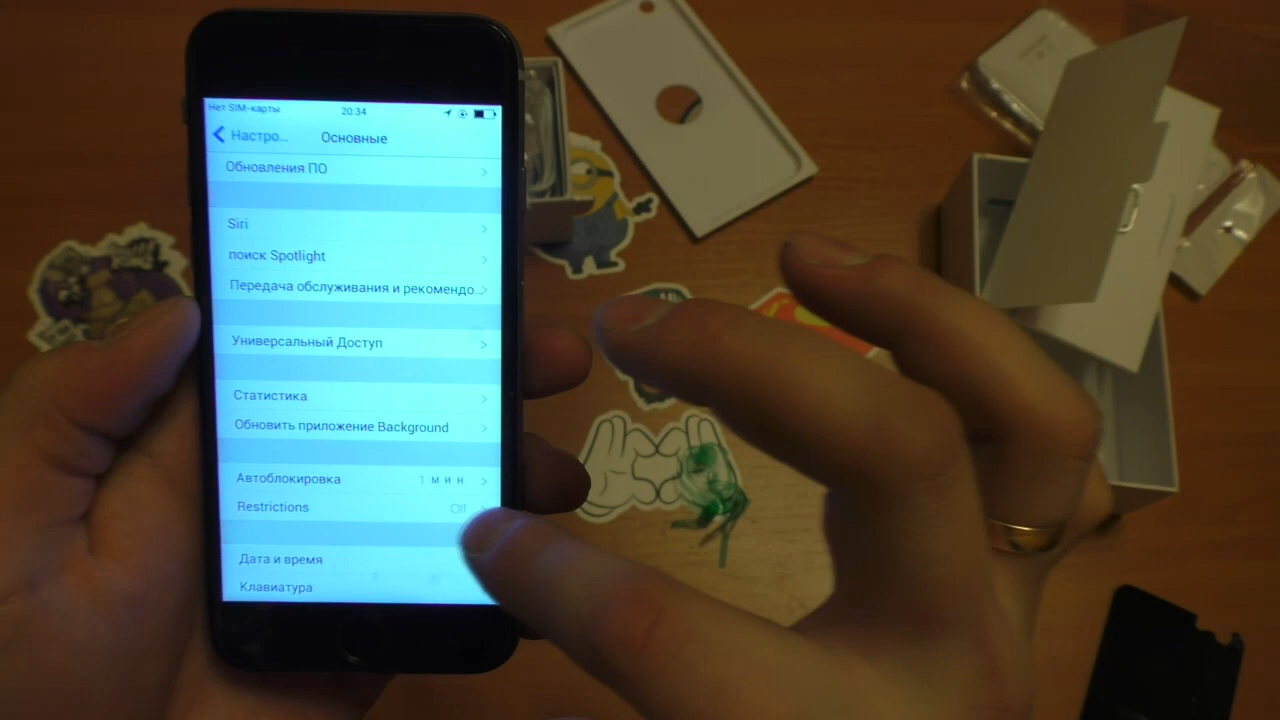 Нет SIM-карты 20:34
Настро... Основные
Обновления ПО
Siri
поиск Spotlight
Передача обслуживания и рекомендо...
Универсальный Доступ
Статистика
Обновить приложение Background
Автоблокировка 1 мин
Restrictions Off
Дата и время
Клавиатура